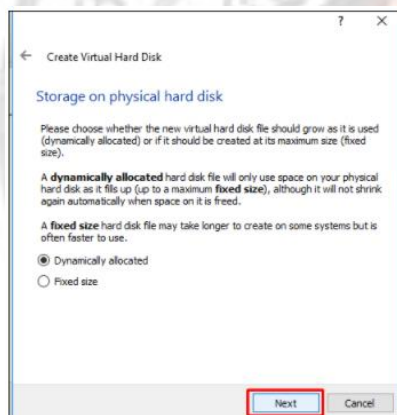 ?
Create Virtual Hard Disk
Storage on physical hard disk
Please choose whether the new virtual hard disk file should grow as it is used
(dynamically allocated) or if it should be created at its maximum size (fixed
size).
A dynamically allocated hard disk file will only use space on your physical
hard disk as it fills up (up to a maximum fixed size), although it will not shrink
again automatically when space on it is freed.
A fixed size hard disk file may take longer to create on some systems but is
often faster to use.
Dynamically allocated
Fixed size
Next
Cancel